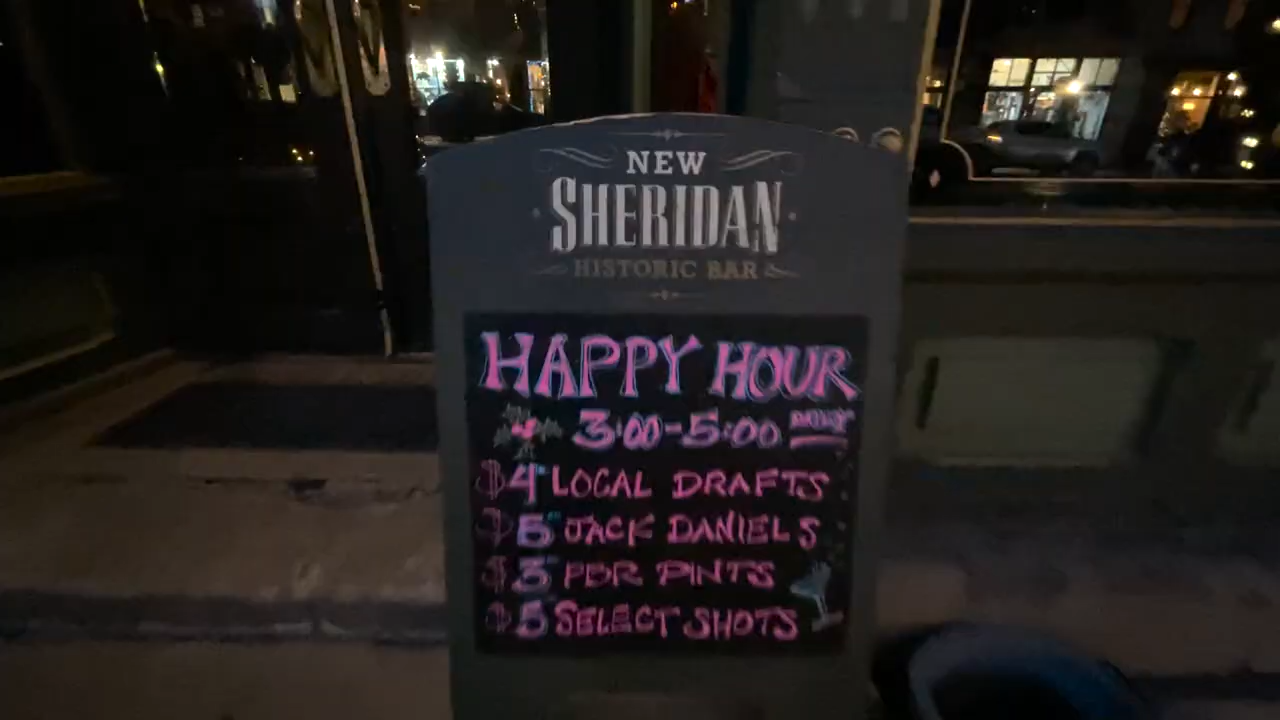 NEW
SHERIDAN
HISTORIC BAR
HAPPY HOUR
3:00-5:00 DAILY
$4 LOCAL DRAFTS
$5 JACK DANIELS
$3 PBR PINTS
$5 SELECT SHOTS